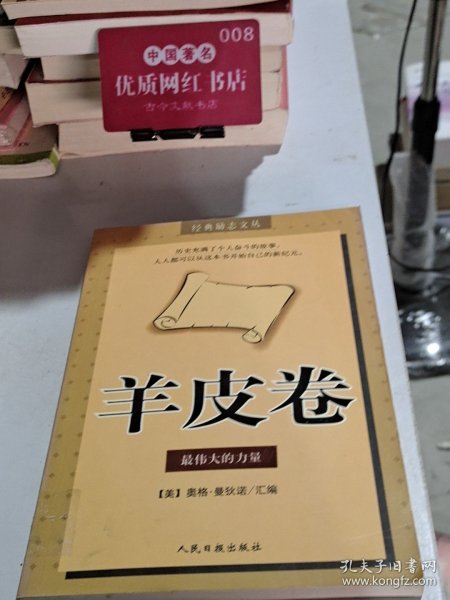 008
中国著名
优质网红书店
古今文献书店
经典励志文丛
历史充满了个人奋斗的故事，
人人都可以从这本书开始自己的新纪元。
羊皮卷
最伟大的力量
【美】奥格·曼狄诺/汇编
人民日报出版社
孔夫子旧书网
www.kongfz.com